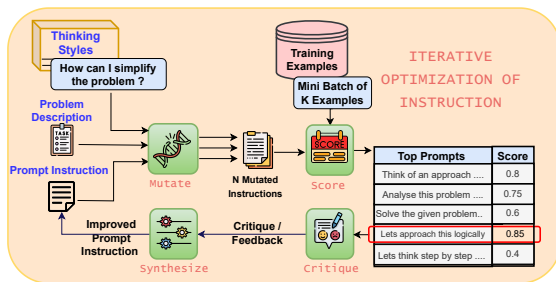 Thinking
Styles
How can I simplify
the problem ?
Training
Examples
Mini Batch of
K Examples
ITERATIVE
OPTIMIZATION OF
INSTRUCTION
Problem
Description
TASK
Prompt Instruction
Mutate
N Mutated
Instructions
SCORE
Score
Top Prompts Score
Think of an approach .... 0.8
Analyse this problem .... 0.75
Solve the given problem.. 0.6
Lets approach this logically 0.85
Lets think step by step .... 0.4
Improved
Prompt
Instruction
Synthesize
Critique /
Feedback
Critique